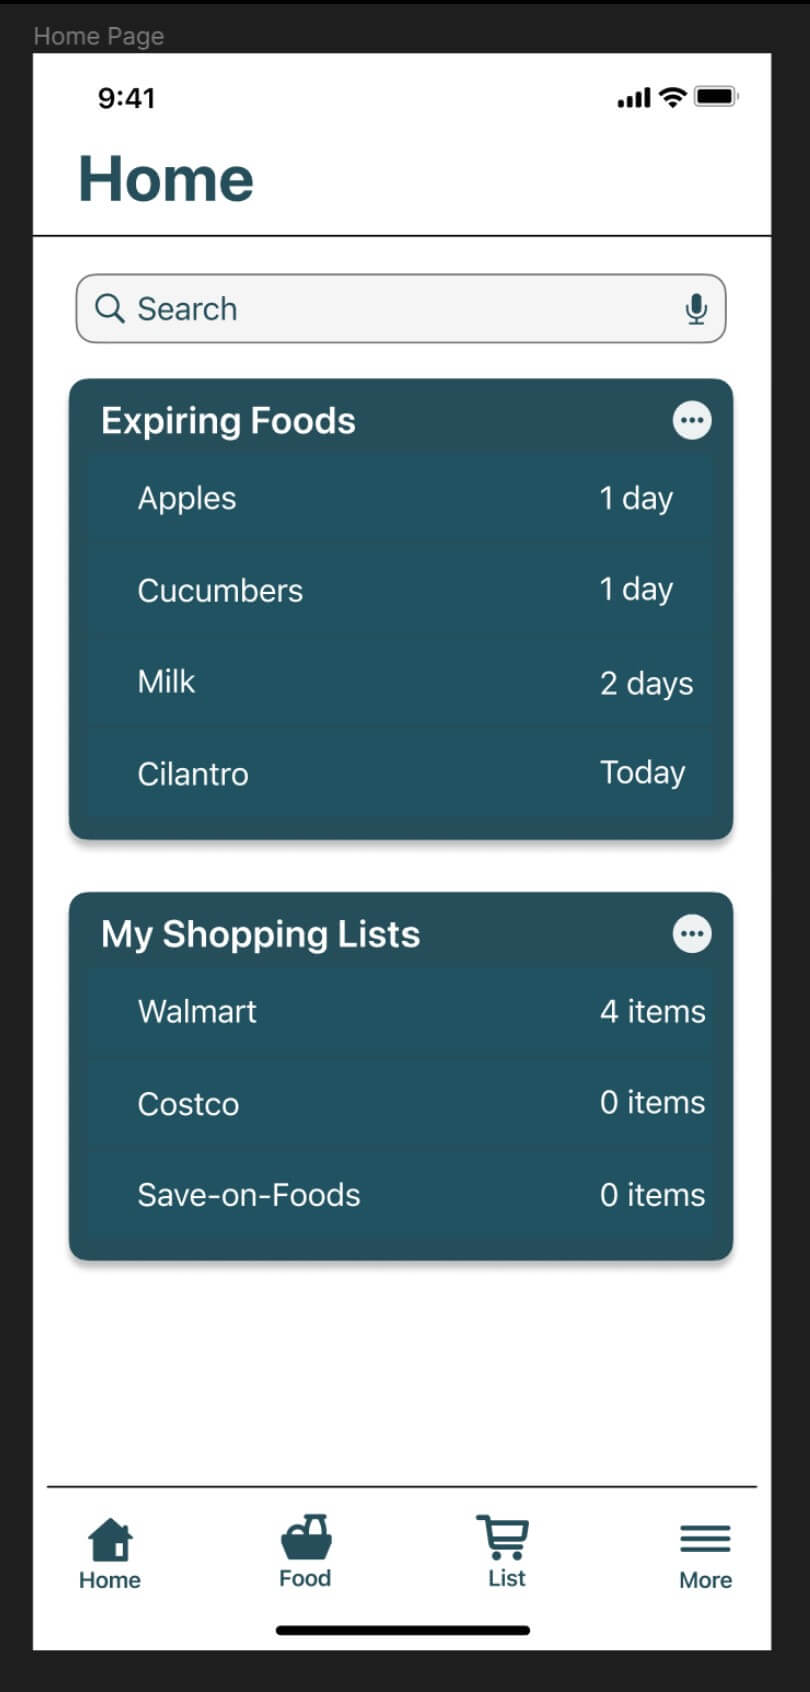 Home Page
9:41
Home
Search
Expiring Foods
Apples 1 day
Cucumbers 1 day
Milk 2 days
Cilantro Today
My Shopping Lists
Walmart 4 items
Costco 0 items
Save-on-Foods 0 items
Home Food List More